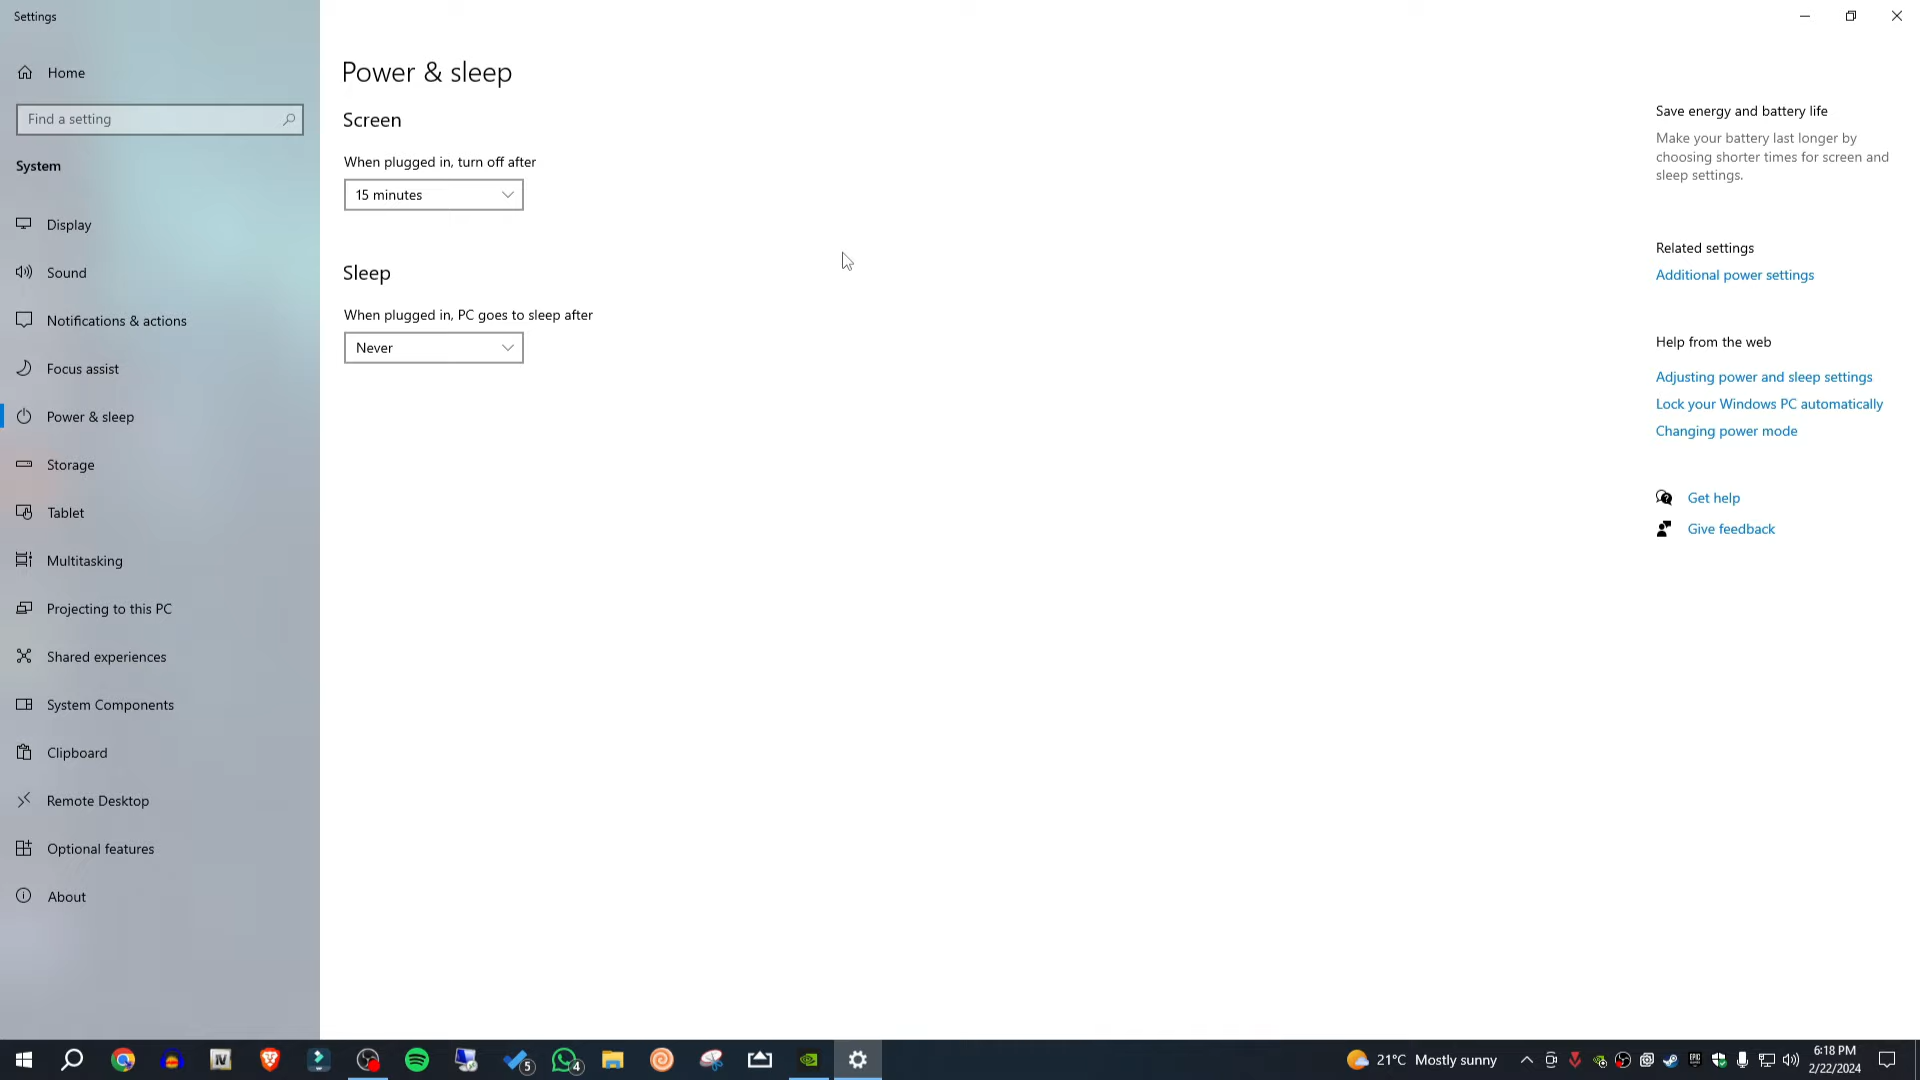 Settings
Home
Find a setting
System
Display
Sound
Notifications & actions
Focus assist
Power & sleep
Storage
Tablet
Multitasking
Projecting to this PC
Shared experiences
System Components
Clipboard
Remote Desktop
Optional features
About
Power & sleep
Screen
When plugged in, turn off after
15 minutes
Sleep
When plugged in, PC goes to sleep after
Never
Save energy and battery life
Make your battery last longer by
choosing shorter times for screen and
sleep settings.
Related settings
Additional power settings
Help from the web
Adjusting power and sleep settings
Lock your Windows PC automatically
Changing power mode
Get help
Give feedback
IV
5
4
21°C Mostly sunny
EPIC
6:18 PM
2/22/2024